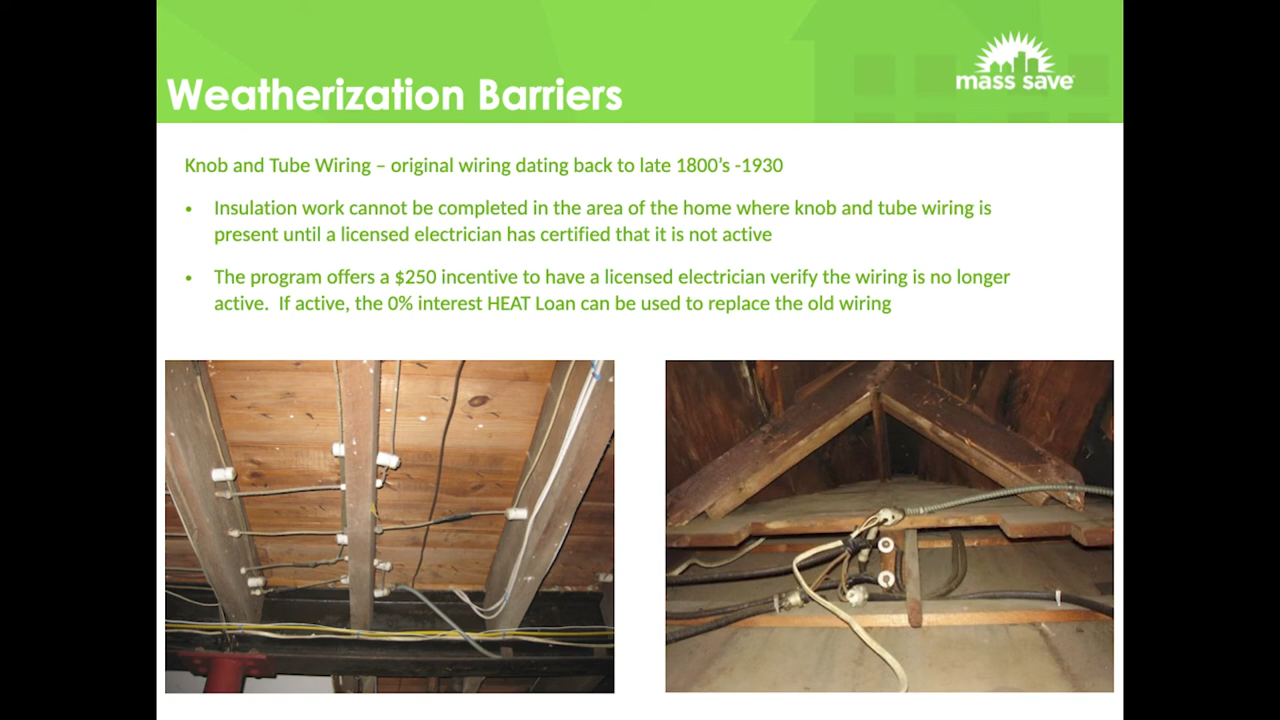 mass save®
Weatherization Barriers
Knob and Tube Wiring – original wiring dating back to late 1800's -1930
• Insulation work cannot be completed in the area of the home where knob and tube wiring is
present until a licensed electrician has certified that it is not active
• The program offers a $250 incentive to have a licensed electrician verify the wiring is no longer
active.  If active, the 0% interest HEAT Loan can be used to replace the old wiring